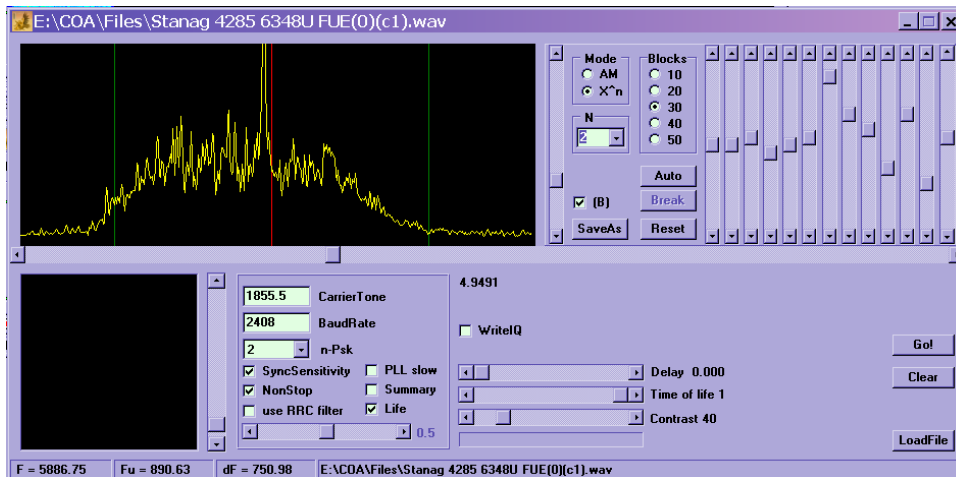 E:\COA\Files\Stanag 4285 6348U FUE(0)(c1).wav
Mode
AM
X^n
N
2
(B)
SaveAs
Blocks
10
20
30
40
50
Auto
Break
Reset
1855.5 CarrierTone
2408 BaudRate
2 n-Psk
SyncSensitivity PLL slow
NonStop Summary
use RRC filter Life
0.5
4.9491
WriteIQ
Delay 0.000
Time of life 1
Contrast 40
Go!
Clear
LoadFile
F = 5886.75 Fu = 890.63 dF = 750.98 E:\COA\Files\Stanag 4285 6348U FUE(0)(c1).wav